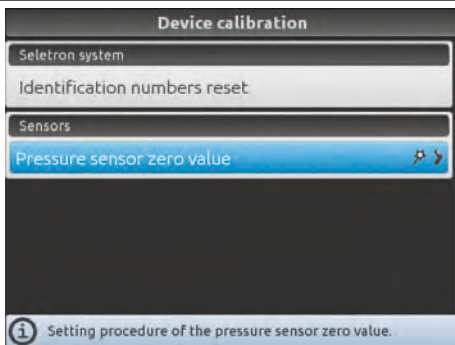 Device calibration
Seletron system
Identification numbers reset
Sensors
Pressure sensor zero value
Setting procedure of the pressure sensor zero value.